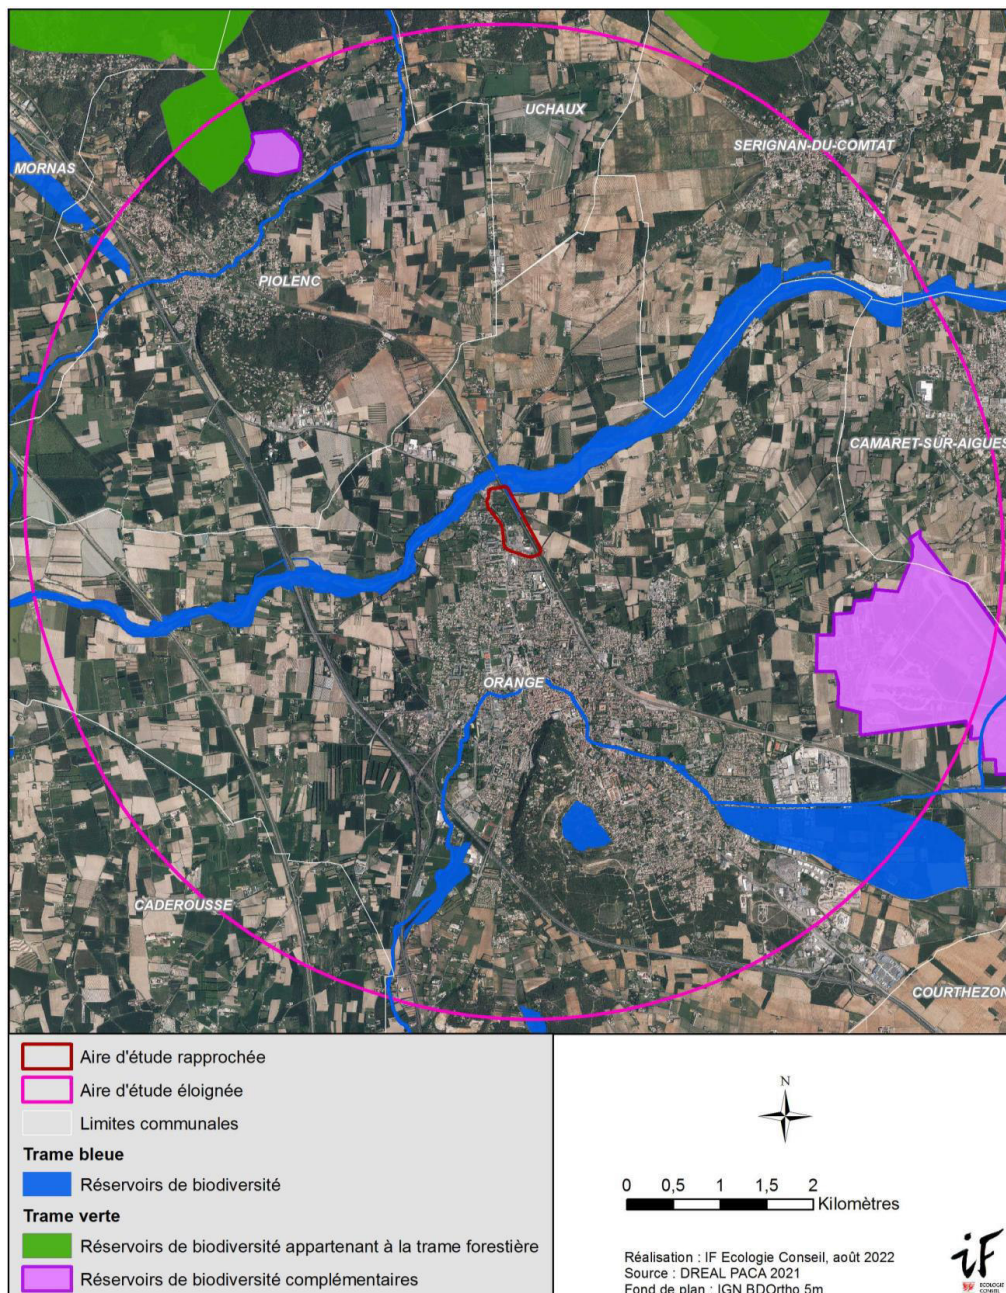 UCHAUX
SERIGNAN-DU-COMTAT
MORNAS
PIOLENC
CAMARET-SUR-AIGUES
ORANGE
CADEROUSSE
COURTHEZON
Aire d'étude rapprochée
Aire d'étude éloignée
Limites communales
Trame bleue
Réservoirs de biodiversité
Trame verte
Réservoirs de biodiversité appartenant à la trame forestière
Réservoirs de biodiversité complémentaires
N
0 0,5 1 1,5 2
Kilomètres
Réalisation : IF Ecologie Conseil, août 2022
Source : DREAL PACA 2021
Fond de plan : IGN BDOrtho 5m
iF
ECOLOGIE
CONSEIL